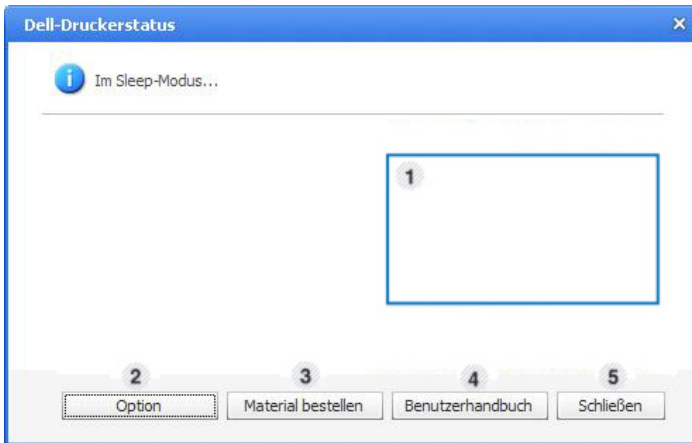 Dell-Druckerstatus
Im Sleep-Modus...
1
2 3 4 5
Option Material bestellen Benutzerhandbuch Schließen